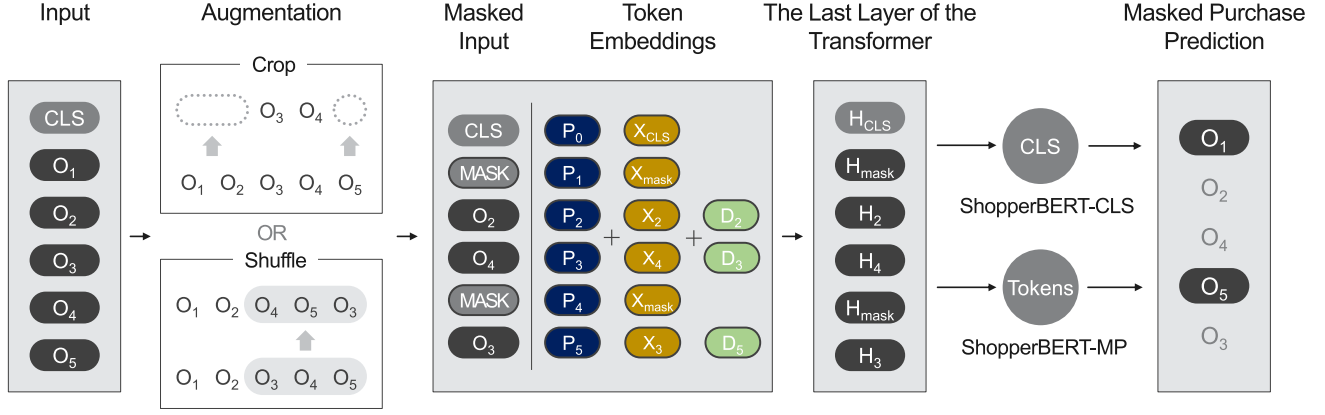 Input
Augmentation
Masked
Input
Token
Embeddings
The Last Layer of the
Transformer
Masked Purchase
Prediction
CLS
O1
O2
O3
O4
O5
Crop
O3 O4
O1 O2 O3 O4 O5
OR
Shuffle
O1 O2 O4 O5 O3
O1 O2 O3 O4 O5
CLS P0 XCLS
MASK P1 Xmask
O2 P2 + X2 + D2
O4 P3 X4 D3
MASK P4 Xmask
O3 P5 X3 D5
HCLS
Hmask
H2
H4
Hmask
H3
CLS
ShopperBERT-CLS
Tokens
ShopperBERT-MP
O1
O2
O4
O5
O3